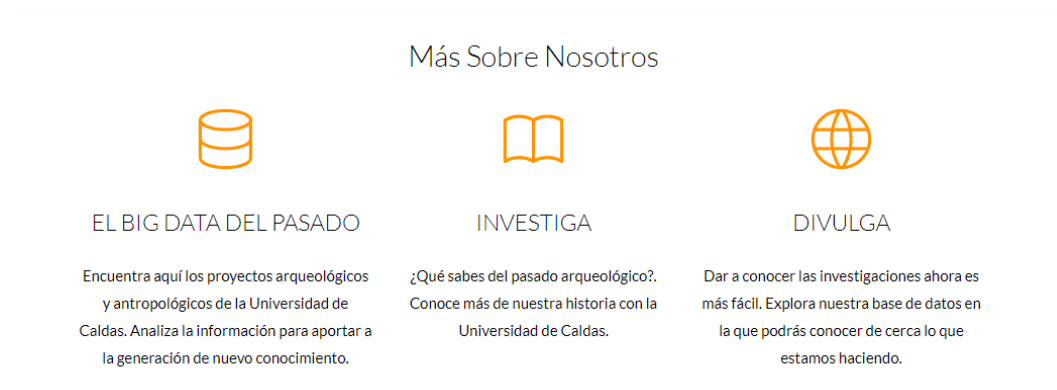 Más Sobre Nosotros
EL BIG DATA DEL PASADO
Encuentra aquí los proyectos arqueológicos
y antropológicos de la Universidad de
Caldas. Analiza la información para aportar a
la generación de nuevo conocimiento.
INVESTIGA
¿Qué sabes del pasado arqueológico?.
Conoce más de nuestra historia con la
Universidad de Caldas.
DIVULGA
Dar a conocer las investigaciones ahora es
más fácil. Explora nuestra base de datos en
la que podrás conocer de cerca lo que
estamos haciendo.